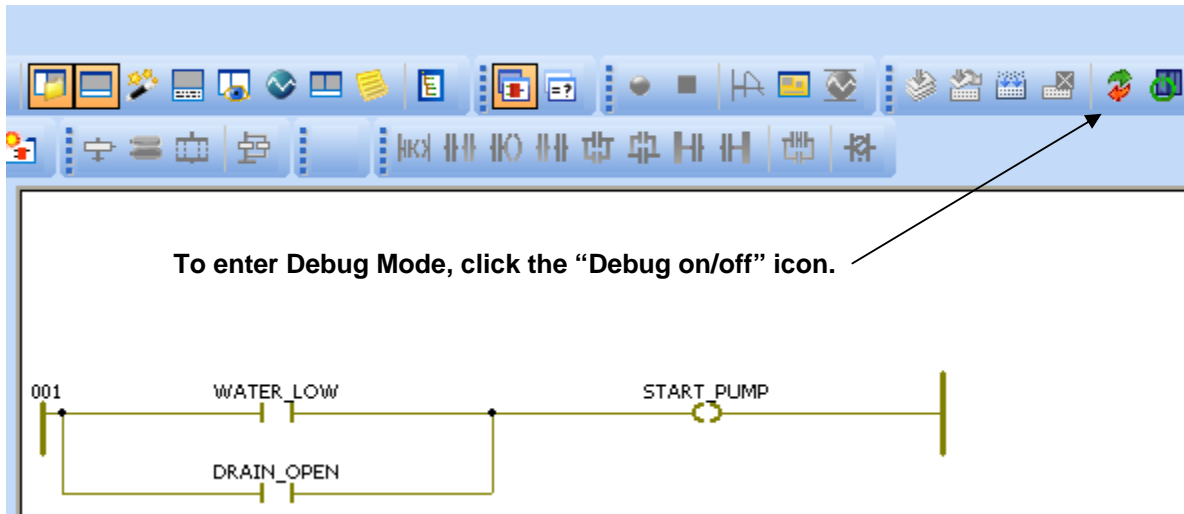 To enter Debug Mode, click the “Debug on/off” icon.
001
WATER_LOW
START_PUMP
DRAIN_OPEN